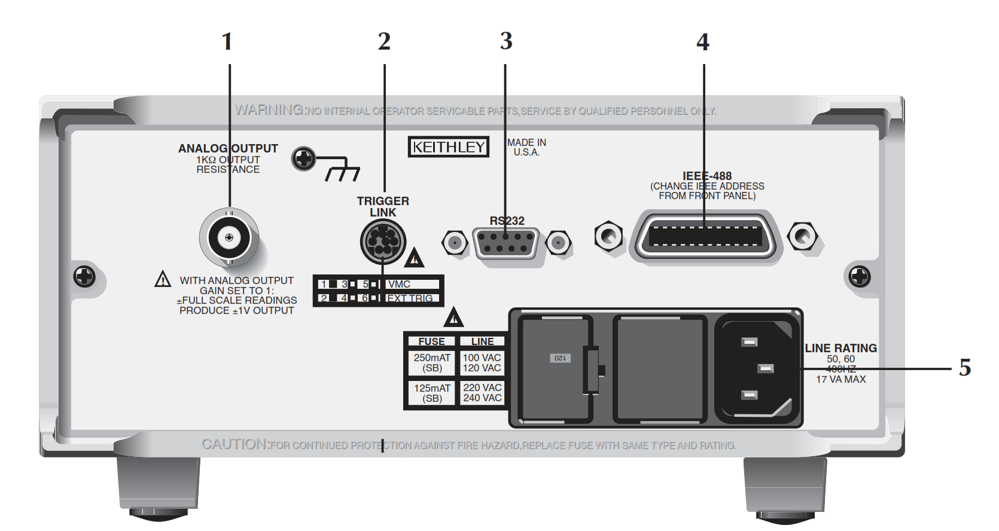 1 2 3 4
WARNING:NO INTERNAL OPERATOR SERVICABLE PARTS,SERVICE BY QUALIFIED PERSONNEL ONLY.
ANALOG OUTPUT
1KΩ OUTPUT
RESISTANCE
KEITHLEY
MADE IN
U.S.A.
IEEE-488
(CHANGE IEEE ADDRESS
FROM FRONT PANEL)
TRIGGER
LINK
RS232
WITH ANALOG OUTPUT
GAIN SET TO 1:
±FULL SCALE READINGS
PRODUCE ±1V OUTPUT
1 3 5 VMC
2 4 6 EXT TRIG
FUSE LINE
250mAT 100 VAC
(SB) 120 VAC
125mAT 220 VAC
(SB) 240 VAC
120
LINE RATING
50, 60
400HZ
17 VA MAX
5
CAUTION:FOR CONTINUED PROTECTION AGAINST FIRE HAZARD,REPLACE FUSE WITH SAME TYPE AND RATING.